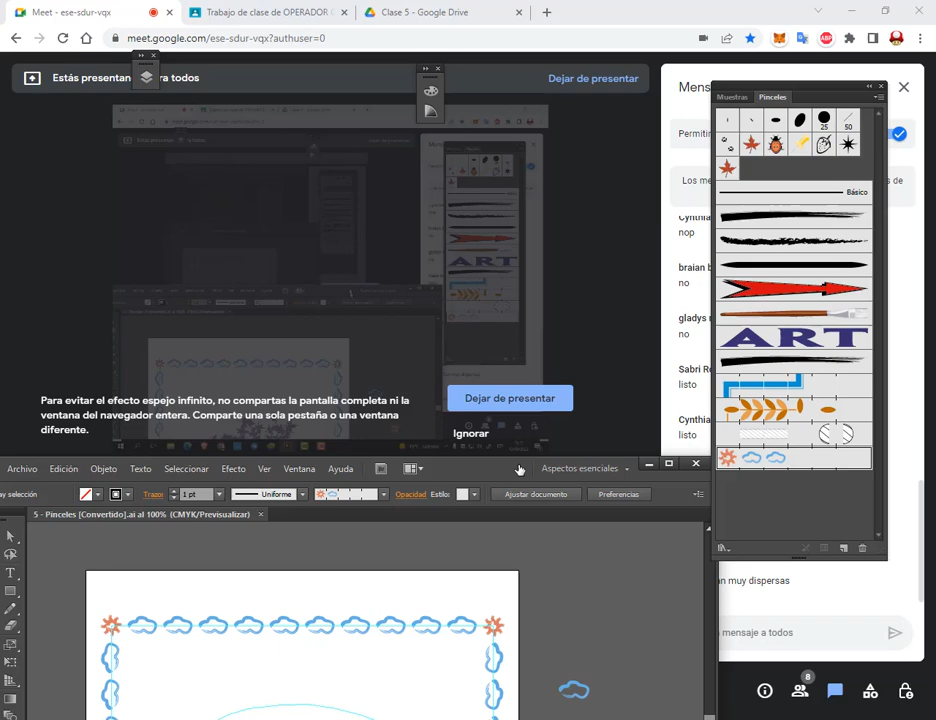 Meet - ese-sdur-vqx
Trabajo de clase de OPERADOR C
Clase 5 - Google Drive
meet.google.com/ese-sdur-vqx?authuser=0
Estás presentan
ra todos
Dejar de presentar
Mens
Muestras
Pinceles
25
50
Permitir
Los me
s de
Básico
Cynthia
nop
braian b
no
gladys r
no
ART
Sabri Ro
listo
Cynthia
listo
Para evitar el efecto espejo infinito, no compartas la pantalla completa ni la
ventana del navegador entera. Comparte una sola pestaña o una ventana
diferente.
Dejar de presentar
Ignorar
Archivo Edición Objeto Texto Seleccionar Efecto Ver Ventana Ayuda
Aspectos esenciales
ay selección
Trazo:
1 pt
Uniforme
Opacidad
Estilo:
Ajustar documento
Preferencias
5 - Pinceles [Convertido].ai al 100% (CMYK/Previsualizar)
an muy dispersas
mensaje a todos
8